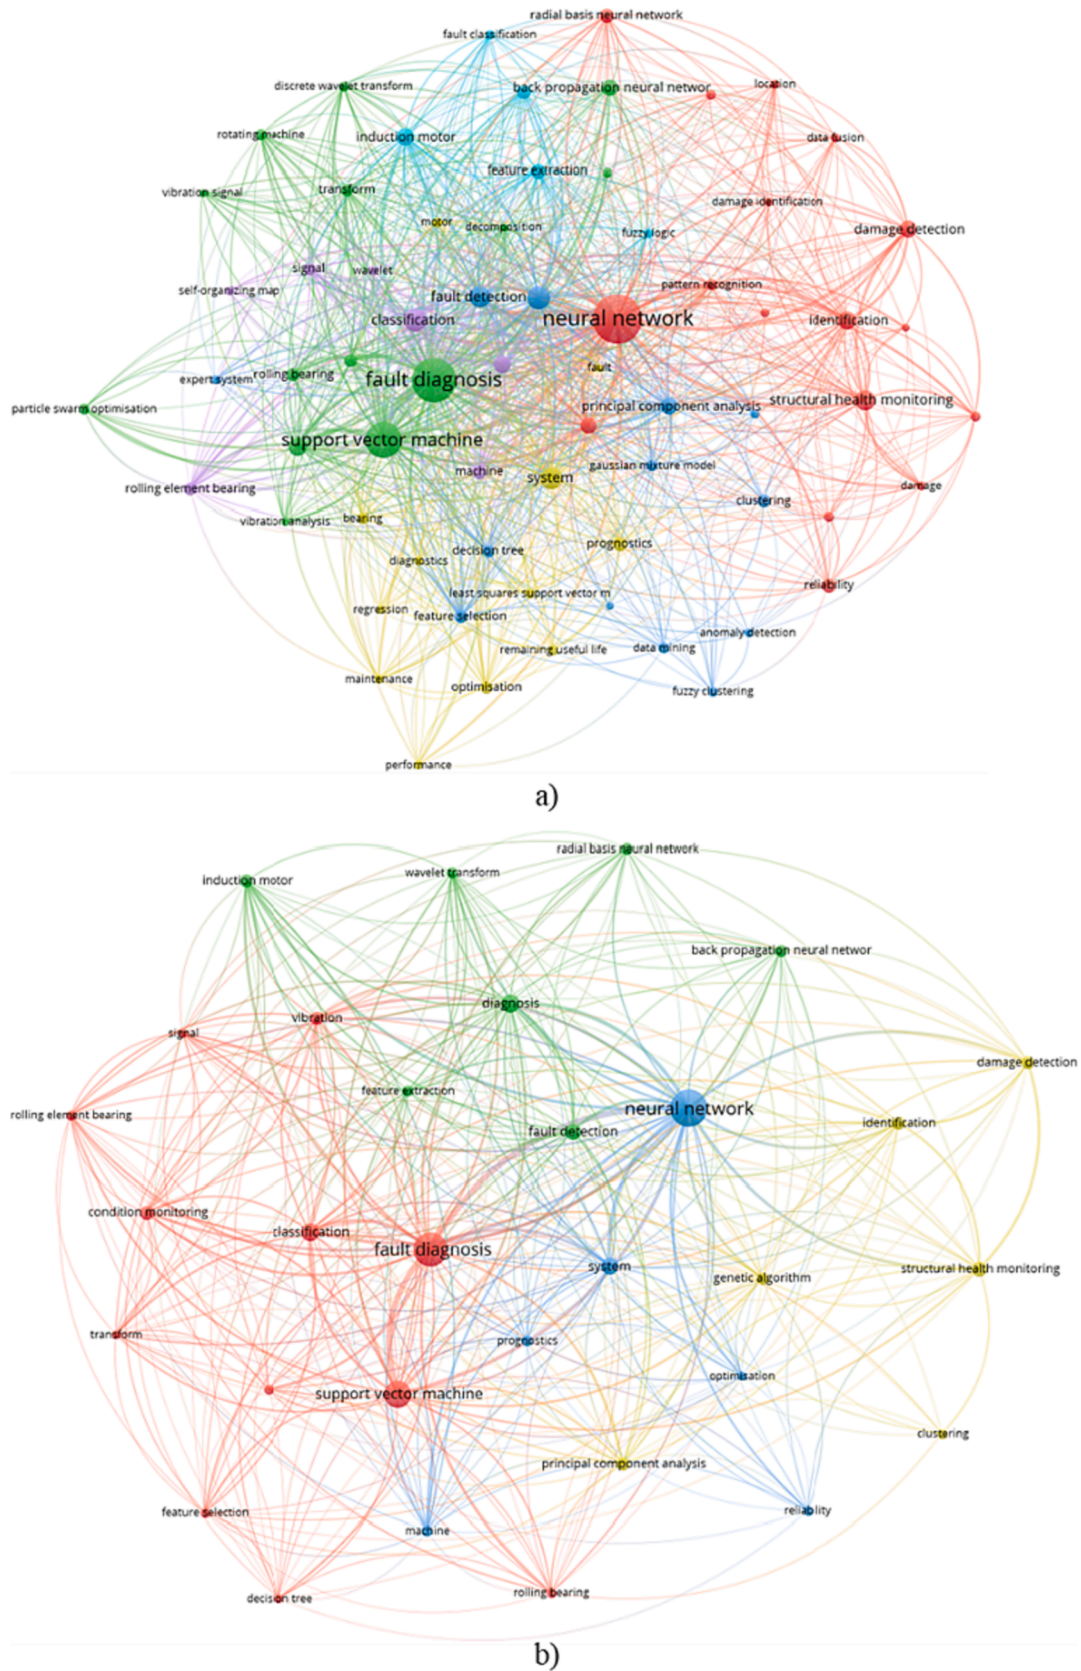 radial basis neural network
fault classification
discrete wavelet transform
back propagation neural networ
location
rotating machine
induction motor
data fusion
feature extraction
vibration signal
transform
damage identification
motor
decomposition
fuzzy logic
damage detection
signal
wavelet
pattern recognition
self-organizing map
fault detection
classification
neural network
identification
expert system
rolling bearing
fault diagnosis
fault
particle swarm optimisation
principal component analysis
structural health monitoring
support vector machine
machine
system
gaussian mixture model
rolling element bearing
clustering
damage
vibration analysis
bearing
diagnostics
decision tree
prognostics
least squares support vector m
reliability
regression
feature selection
anomaly detection
remaining useful life
data mining
maintenance
optimisation
fuzzy clustering
performance
a)
radial basis neural network
induction motor
wavelet transform
back propagation neural networ
diagnosis
signal
vibration
damage detection
feature extraction
rolling element bearing
neural network
fault detection
identification
condition monitoring
classification
fault diagnosis
system
genetic algorithm
structural health monitoring
transform
prognostics
optimisation
support vector machine
clustering
principal component analysis
feature selection
machine
reliability
decision tree
rolling bearing
b)